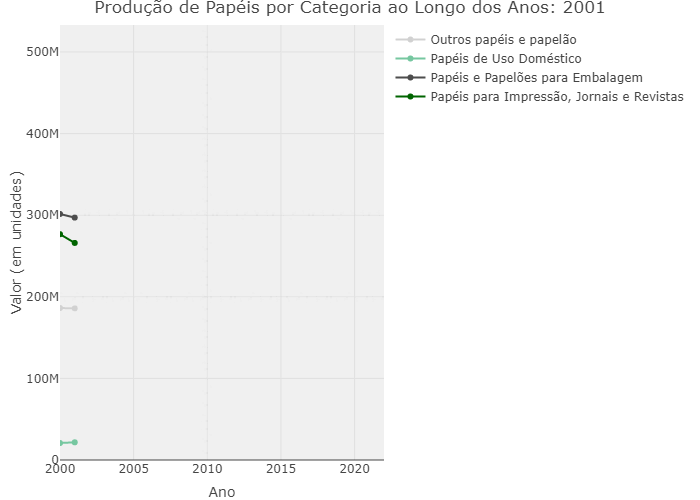 Produção de Papéis por Categoria ao Longo dos Anos: 2001
500M
400M
300M
200M
100M
0
Valor (em unidades)
2000
2005
2010
2015
2020
Ano
Outros papéis e papelão
Papéis de Uso Doméstico
Papéis e Papelões para Embalagem
Papéis para Impressão, Jornais e Revistas